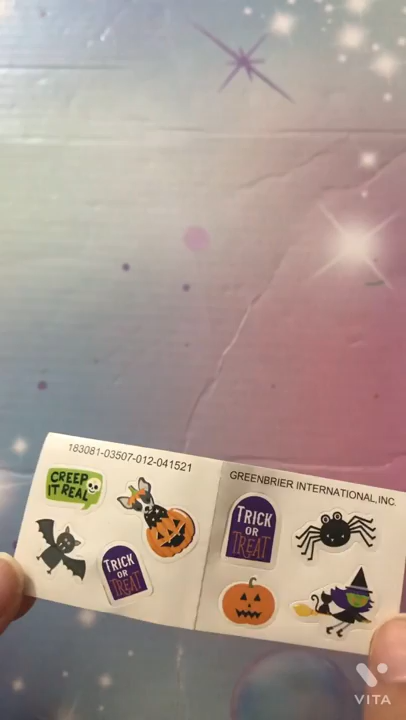 183081-03507-012-041521
CREEP
IT REAL
TRICK
OR
TREAT
GREENBRIER INTERNATIONAL, INC.
TRICK
OR
TREAT
VITA